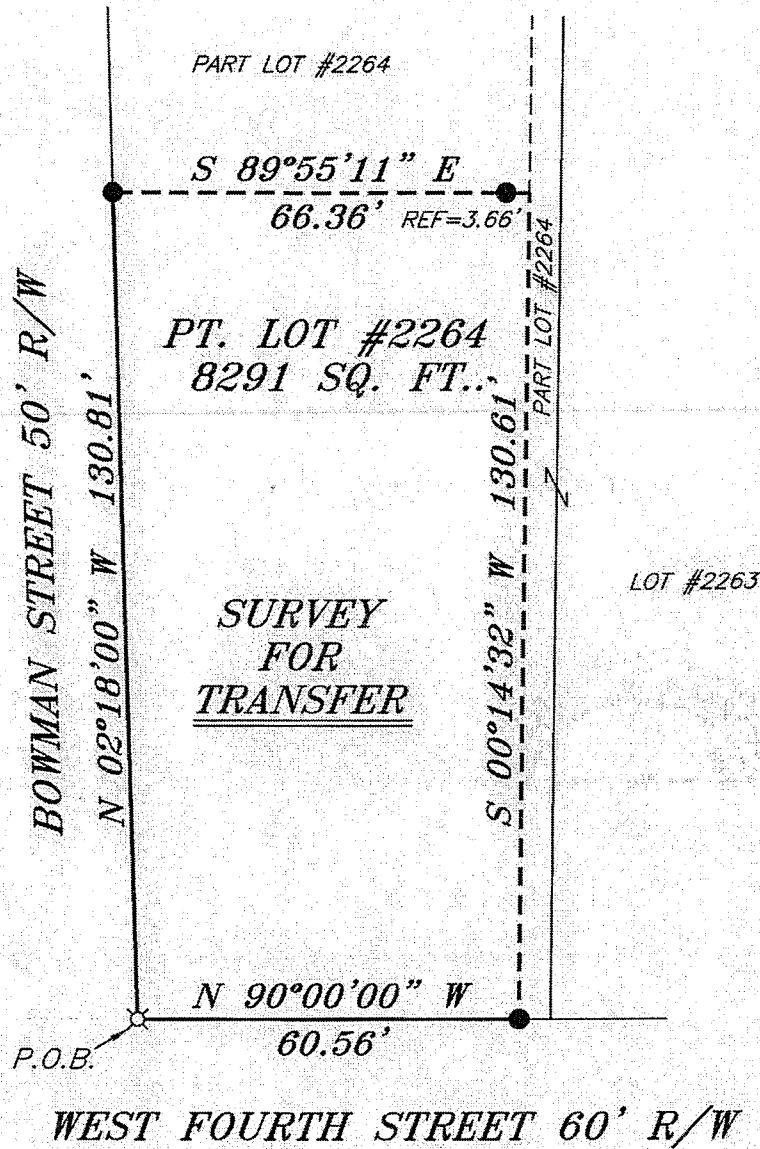 PART LOT #2264
S 89°55'11" E
66.36' REF=3.66'
PART LOT #2264
PT. LOT #2264
8291 SQ. FT..
BOWMAN STREET 50' R/W
N 02°18'00" W 130.81'
S 00°14'32" W 130.61'
LOT #2263
SURVEY
FOR
TRANSFER
N 90°00'00" W
60.56'
P.O.B.
WEST FOURTH STREET 60' R/W